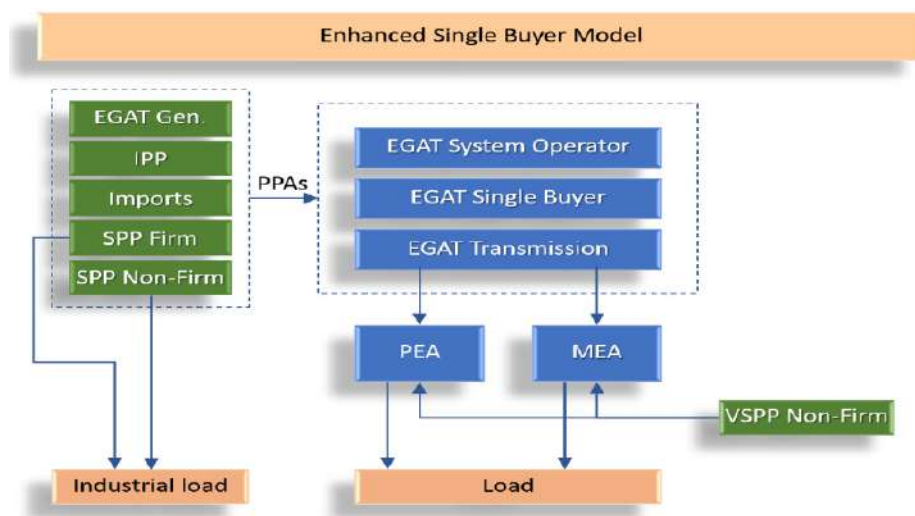 Enhanced Single Buyer Model
EGAT Gen.
IPP
Imports
SPP Firm
SPP Non-Firm
PPAs
EGAT System Operator
EGAT Single Buyer
EGAT Transmission
PEA
MEA
VSPP Non-Firm
Industrial load
Load